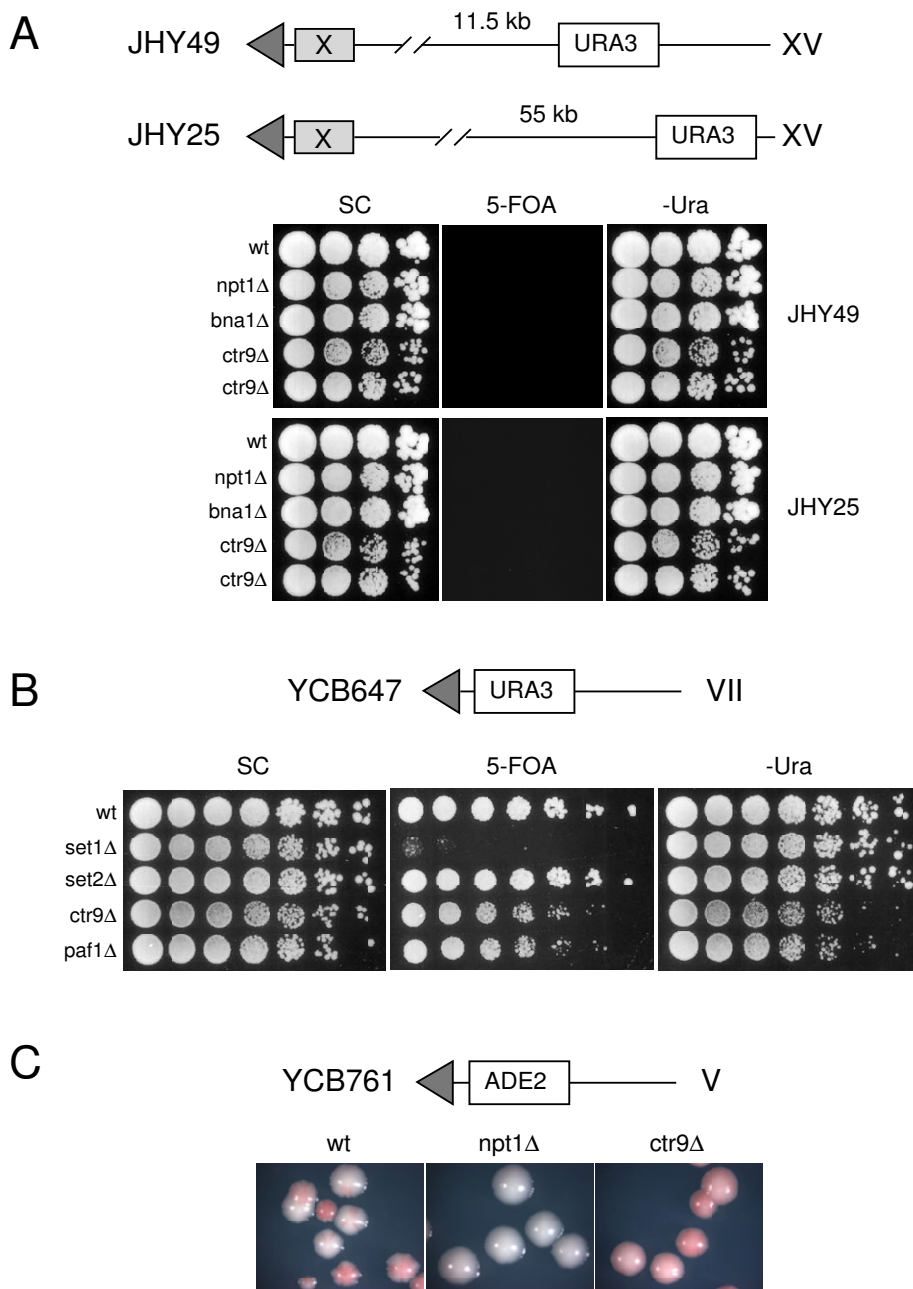 A
JHY49 X 11.5 kb URA3 XV
JHY25 X 55 kb URA3 XV
SC 5-FOA -Ura
wt
npt1Δ
bna1Δ
ctr9Δ
ctr9Δ
JHY49
wt
npt1Δ
bna1Δ
ctr9Δ
ctr9Δ
JHY25
B
YCB647 URA3 VII
SC 5-FOA -Ura
wt
set1Δ
set2Δ
ctr9Δ
paf1Δ
C
YCB761 ADE2 V
wt npt1Δ ctr9Δ